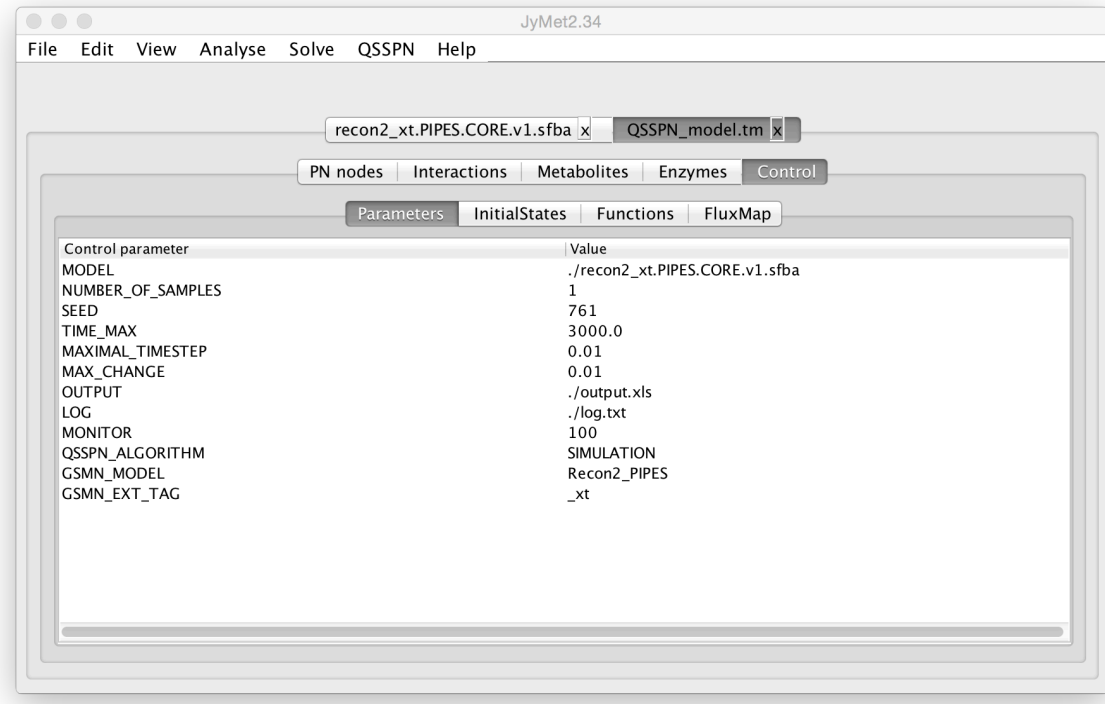 JyMet2.34
File Edit View Analyse Solve QSSPN Help
recon2_xt.PIPES.CORE.v1.sfba x QSSPN_model.tm x
PN nodes Interactions Metabolites Enzymes Control
Parameters InitialStates Functions FluxMap
Control parameter Value
MODEL ./recon2_xt.PIPES.CORE.v1.sfba
NUMBER_OF_SAMPLES 1
SEED 761
TIME_MAX 3000.0
MAXIMAL_TIMESTEP 0.01
MAX_CHANGE 0.01
OUTPUT ./output.xls
LOG ./log.txt
MONITOR 100
QSSPN_ALGORITHM SIMULATION
GSMN_MODEL Recon2_PIPES
GSMN_EXT_TAG _xt